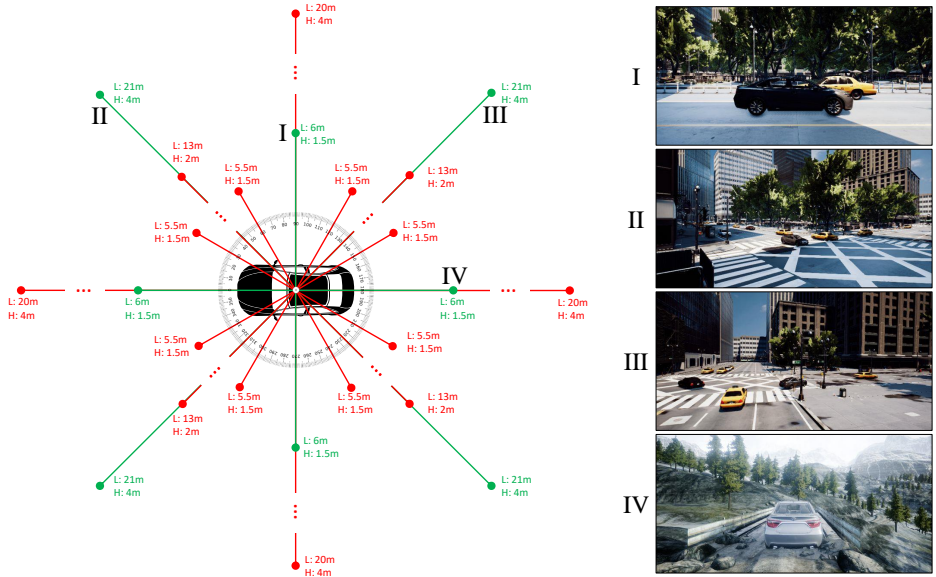 L: 20m
H: 4m
L: 21m
H: 4m
II
L: 21m
H: 4m
III
I
L: 6m
H: 1.5m
L: 13m
H: 2m
L: 13m
H: 2m
L: 5.5m
H: 1.5m
L: 5.5m
H: 1.5m
L: 5.5m
H: 1.5m
L: 5.5m
H: 1.5m
IV
L: 20m
H: 4m
L: 6m
H: 1.5m
L: 6m
H: 1.5m
L: 20m
H: 4m
L: 5.5m
H: 1.5m
L: 5.5m
H: 1.5m
L: 5.5m
H: 1.5m
L: 5.5m
H: 1.5m
L: 13m
H: 2m
L: 13m
H: 2m
L: 6m
H: 1.5m
L: 21m
H: 4m
L: 21m
H: 4m
L: 20m
H: 4m
I
II
III
IV